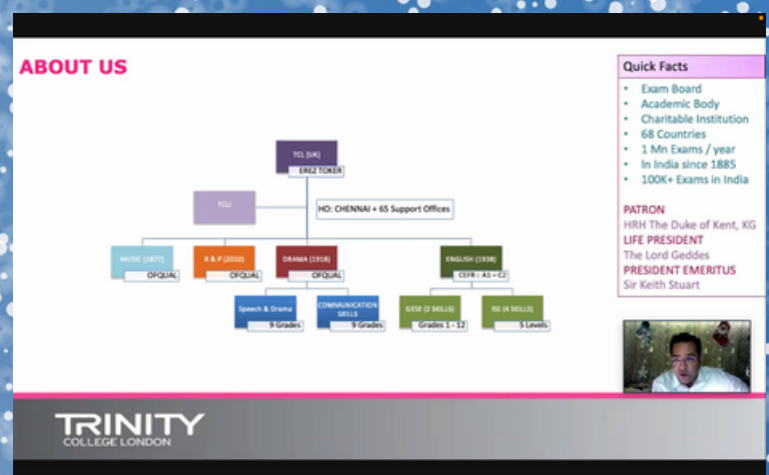 ABOUT US
TCL (UK)
EREZ TOKER
TCLI
HO: CHENNAI + 65 Support Offices
MUSIC (1877)
OFQUAL
R & P (2010)
OFQUAL
DRAMA (1918)
OFQUAL
ENGLISH (1938)
CEFR : A1 – C2
Speech & Drama
9 Grades
COMMUNICATION
SKILLS
9 Grades
GESE (2 SKILLS)
Grades 1 - 12
ISE (4 SKILLS)
5 Levels
Quick Facts
• Exam Board
• Academic Body
• Charitable Institution
• 68 Countries
• 1 Mn Exams / year
• In India since 1885
• 100K+ Exams in India
PATRON
HRH The Duke of Kent, KG
LIFE PRESIDENT
The Lord Geddes
PRESIDENT EMERITUS
Sir Keith Stuart
TRINITY
COLLEGE LONDON